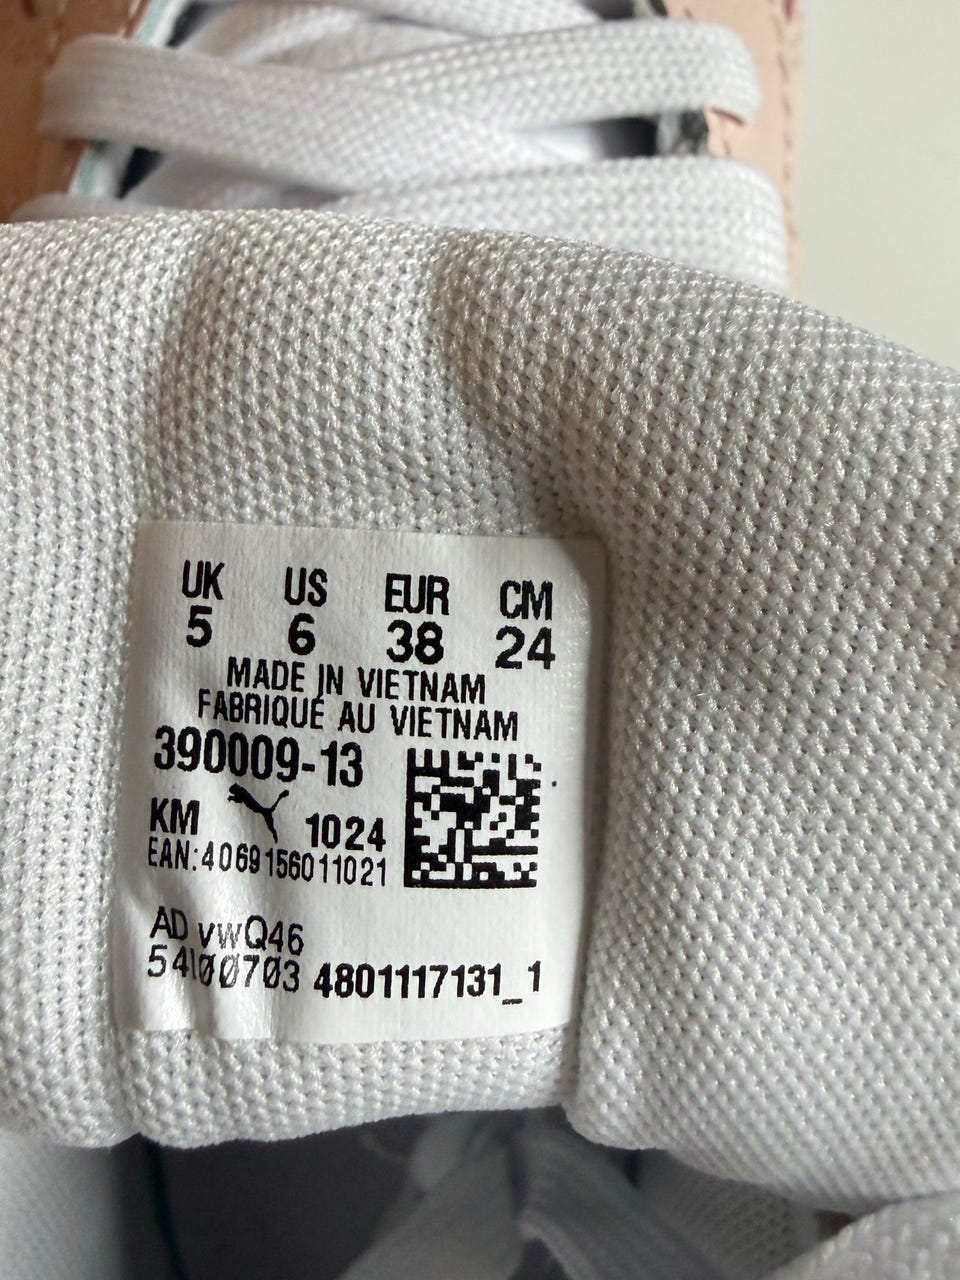 UK US EUR CM
5 6 38 24
MADE IN VIETNAM
FABRIQUÉ AU VIETNAM
390009-13
KM 1024
EAN:4069156011021
AD vwQ46
54I00703 4801117131_1